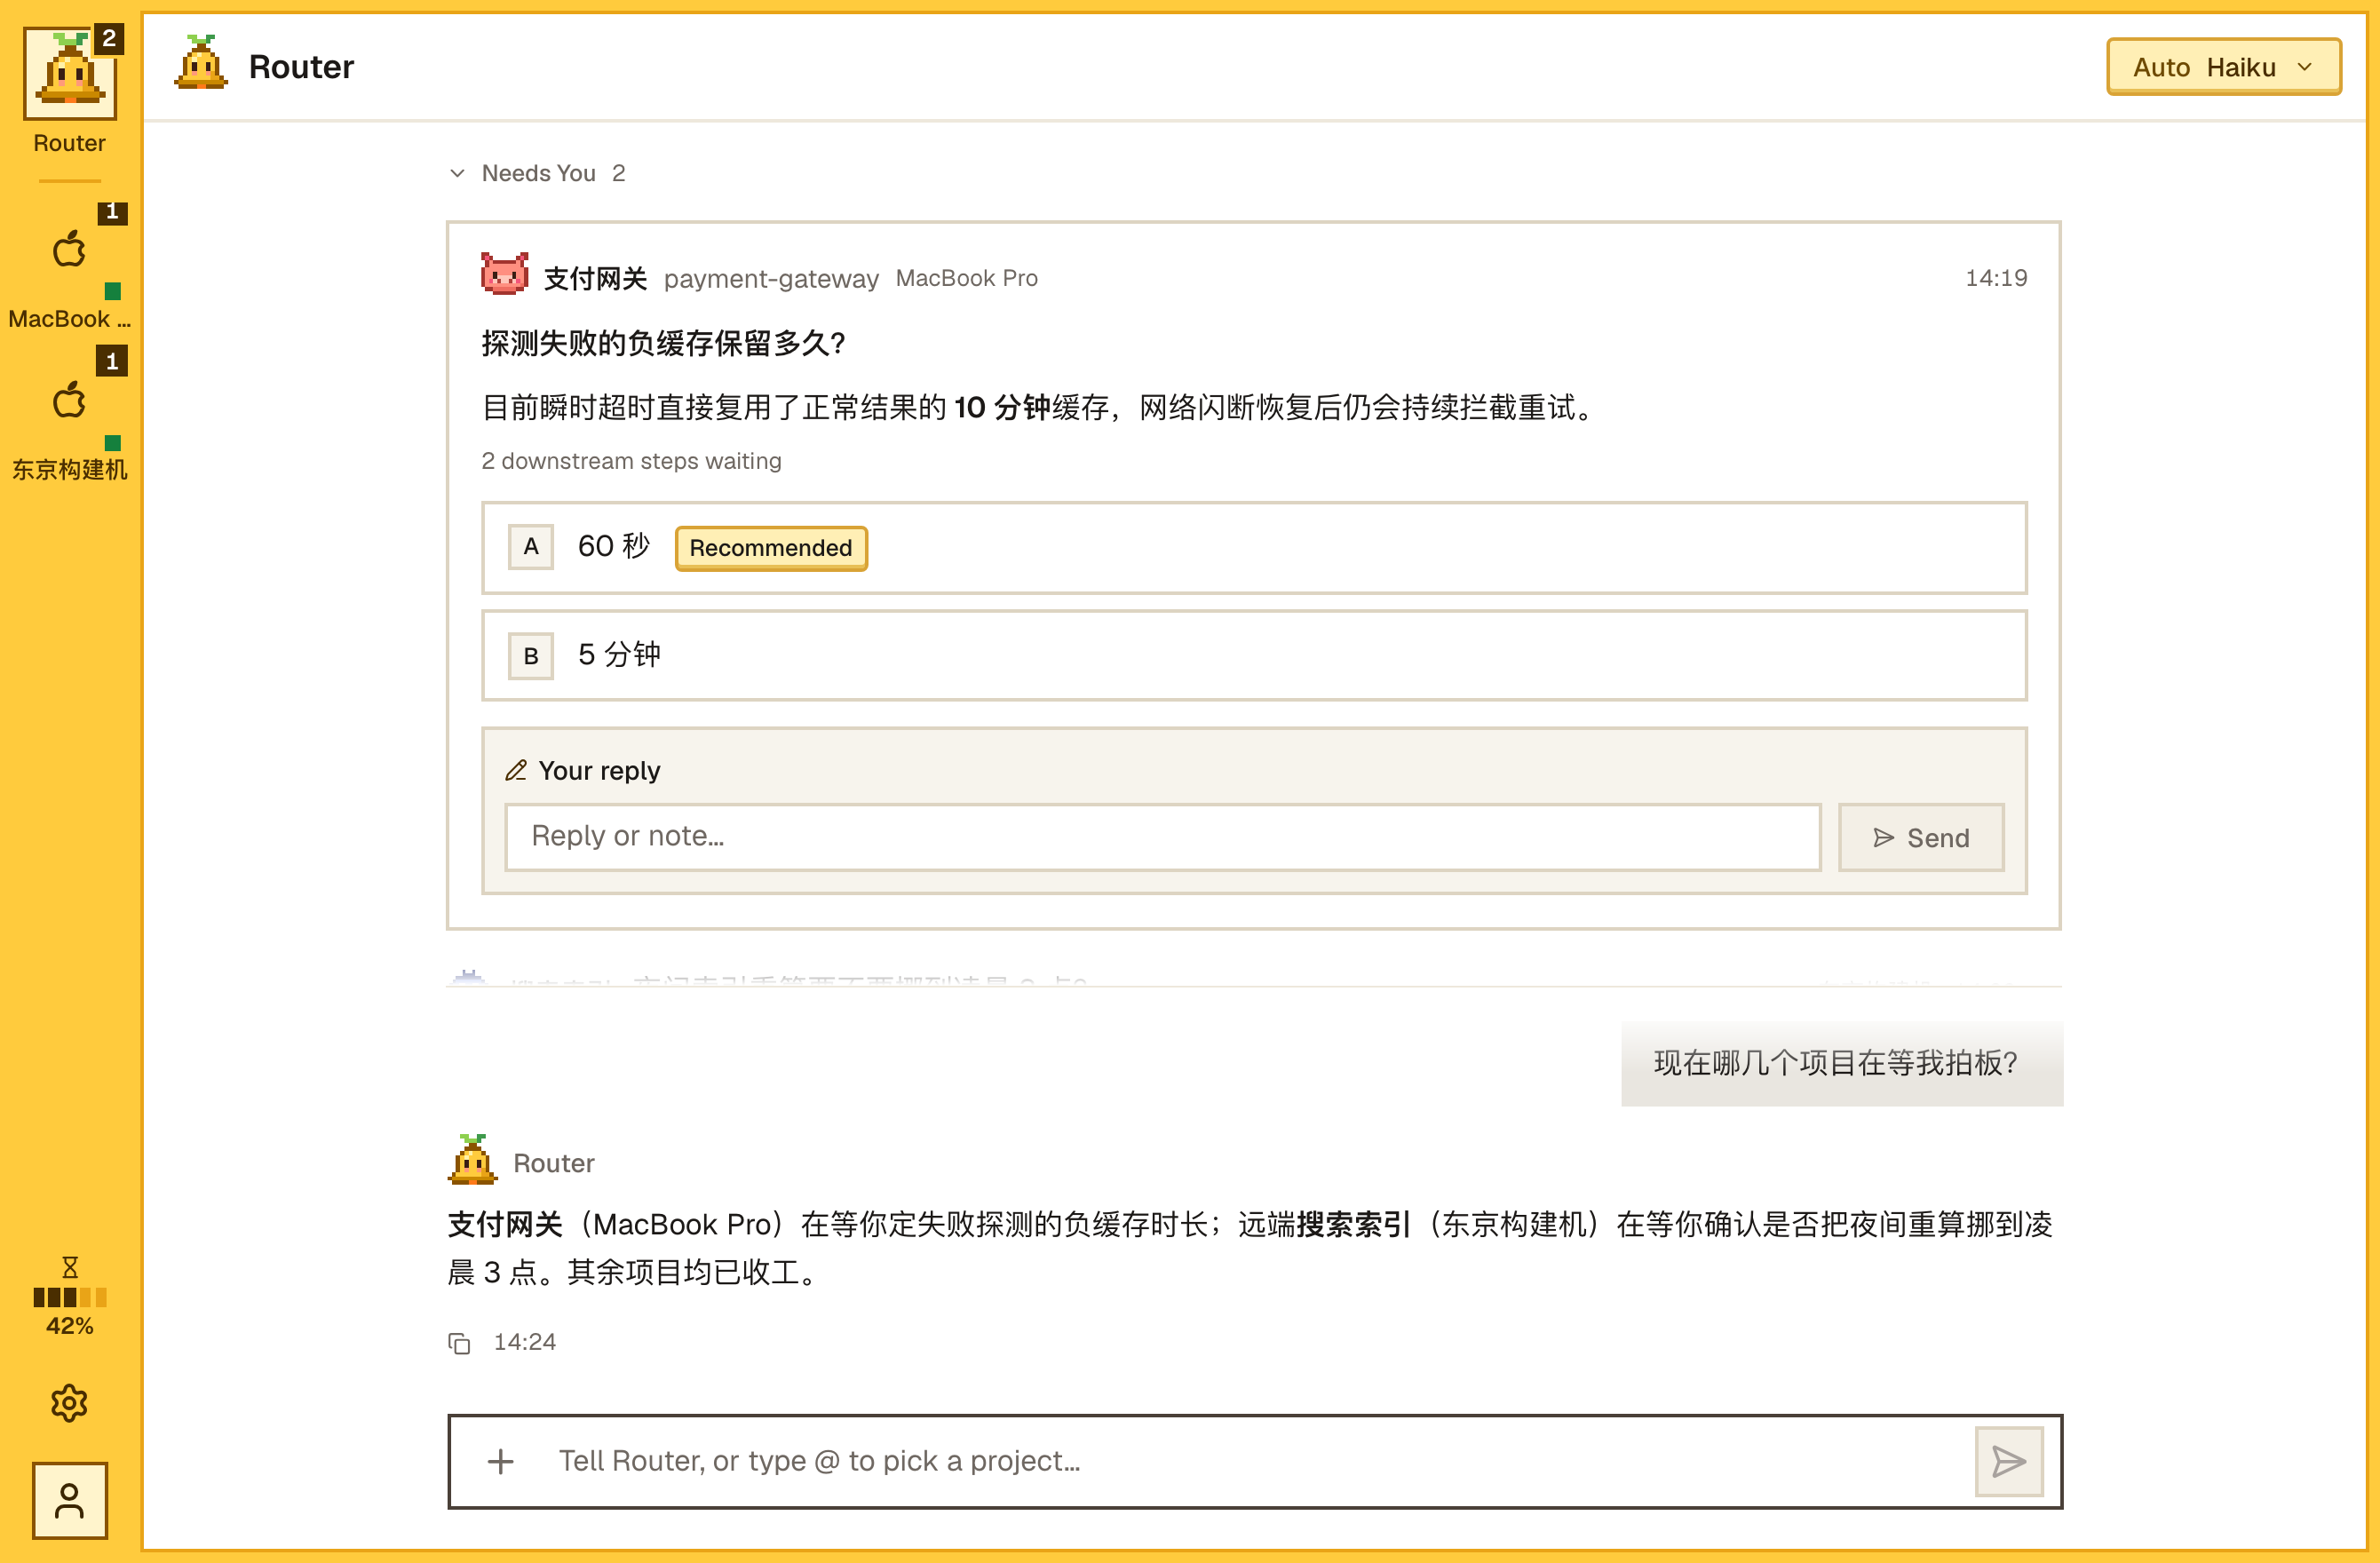 2
Router
1
MacBook ...
1
东京构建机
42%
Router
Auto Haiku
Needs You 2
支付网关 payment-gateway MacBook Pro 14:19
探测失败的负缓存保留多久?
目前瞬时超时直接复用了正常结果的 10 分钟缓存，网络闪断恢复后仍会持续拦截重试。
2 downstream steps waiting
A 60 秒 Recommended
B 5 分钟
Your reply
Reply or note...
Send
现在哪几个项目在等我拍板?
Router
支付网关（MacBook Pro）在等你定失败探测的负缓存时长；远端搜索索引（东京构建机）在等你确认是否把夜间重算挪到凌
晨 3 点。其余项目均已收工。
14:24
Tell Router, or type @ to pick a project...